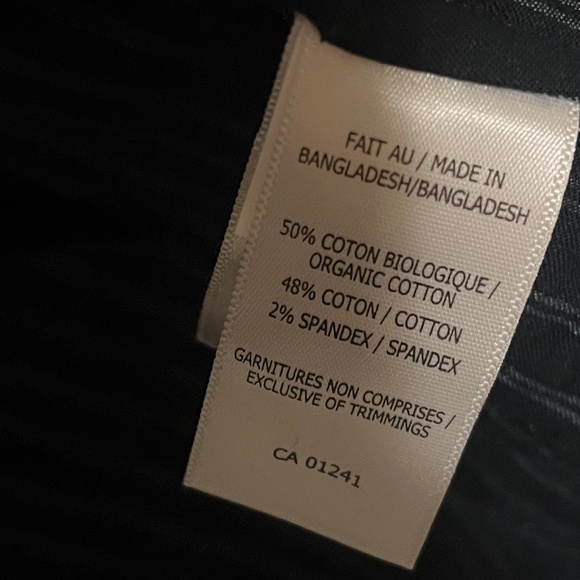 FAIT AU / MADE IN
BANGLADESH/BANGLADESH
50% COTON BIOLOGIQUE /
ORGANIC COTTON
48% COTON / COTTON
2% SPANDEX / SPANDEX
GARNITURES NON COMPRISES /
EXCLUSIVE OF TRIMMINGS
CA 01241